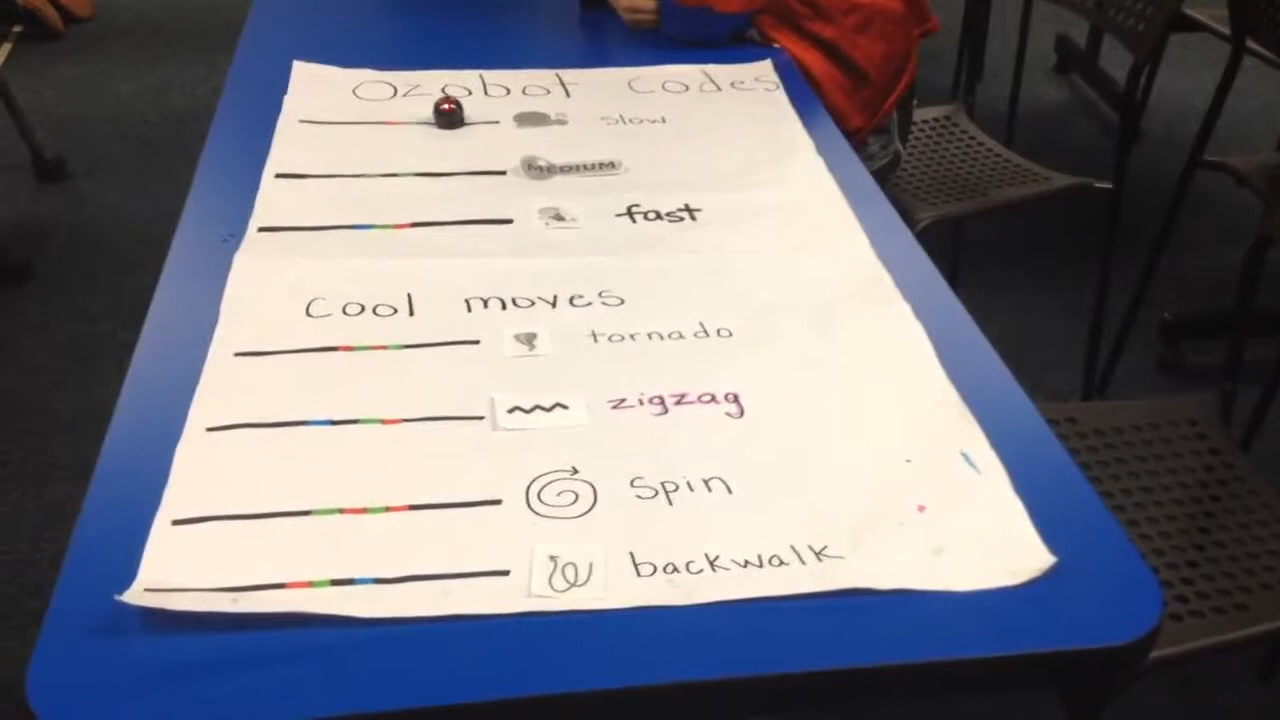 Ozobot Codes
slow
MEDIUM
fast
Cool moves
tornado
zigzag
Spin
backwalk